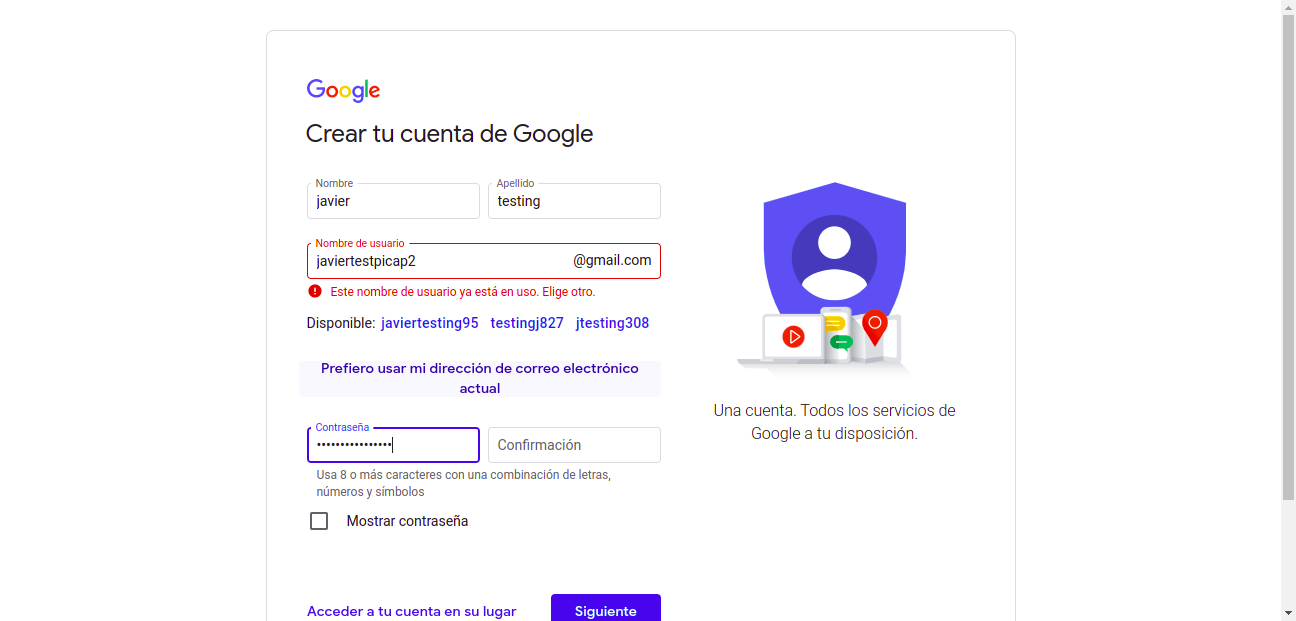 Google
Crear tu cuenta de Google
Nombre
javier
Apellido
testing
Nombre de usuario
javiertestpicap2
@gmail.com
Este nombre de usuario ya está en uso. Elige otro.
Disponible: javiertesting95 testingj827 jtesting308
Prefiero usar mi dirección de correo electrónico
actual
Contraseña
••••••••••••••••
Confirmación
Usa 8 o más caracteres con una combinación de letras,
números y símbolos
Mostrar contraseña
Acceder a tu cuenta en su lugar
Siguiente
Una cuenta. Todos los servicios de
Google a tu disposición.